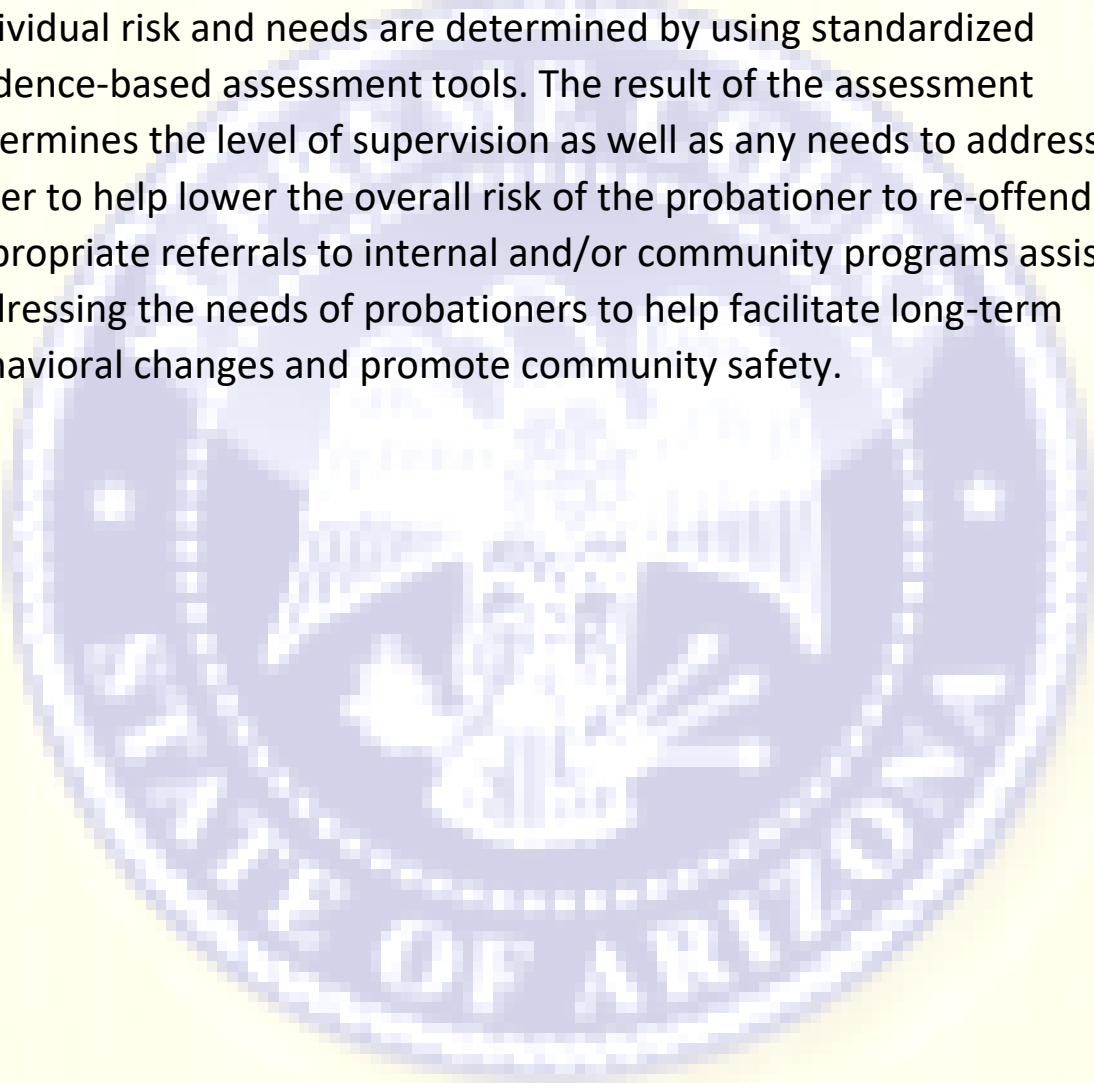 ividual risk and needs are determined by using standardized
dence-based assessment tools. The result of the assessment
ermines the level of supervision as well as any needs to address
er to help lower the overall risk of the probationer to re-offend
propriate referrals to internal and/or community programs assis
dressing the needs of probationers to help facilitate long-term
havioral changes and promote community safety.
STATE OF ARIZONA